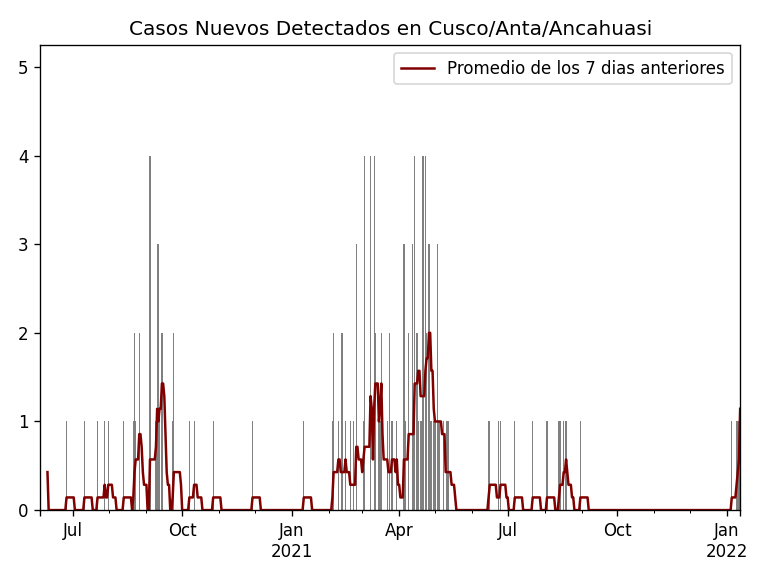 Casos Nuevos Detectados en Cusco/Anta/Ancahuasi
Promedio de los 7 dias anteriores
5
4
3
2
1
0
Jul Oct Jan Apr Jul Oct Jan
2021 2022